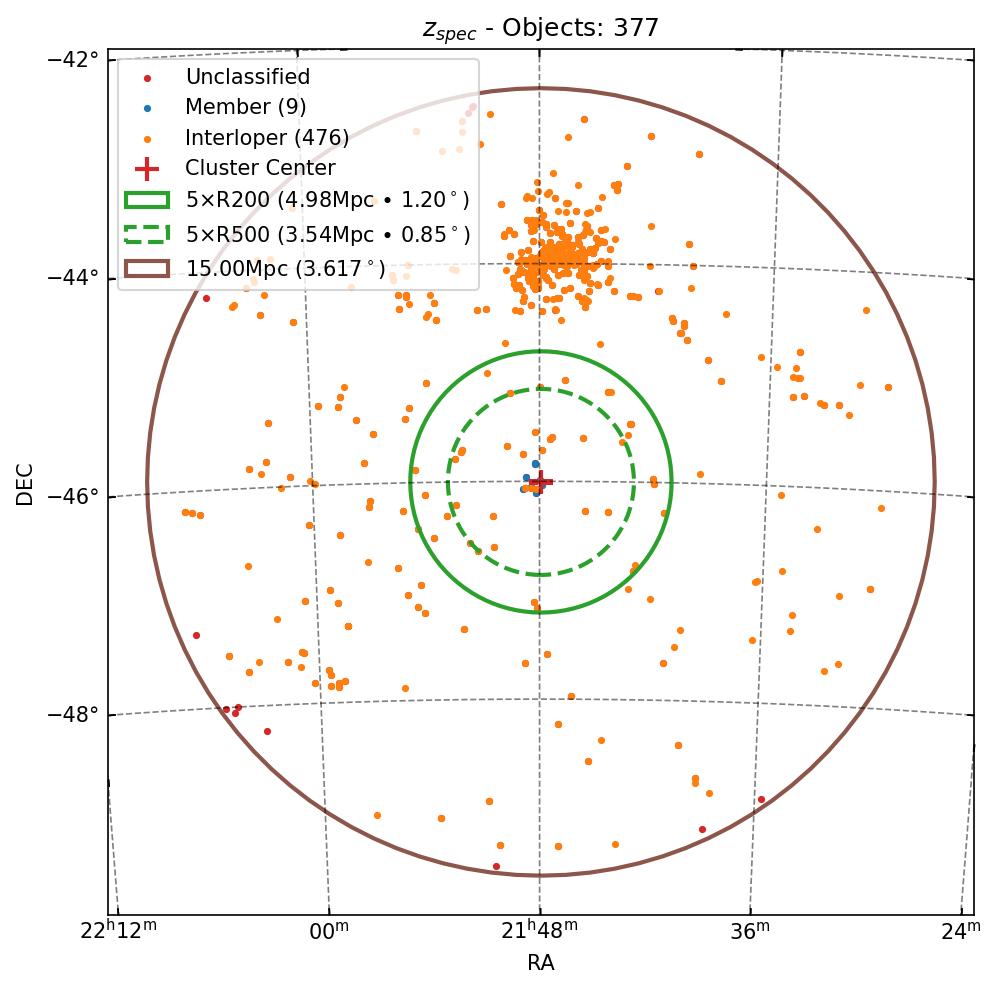 z_spec - Objects: 377
Unclassified
Member (9)
Interloper (476)
Cluster Center
5×R200 (4.98Mpc • 1.20°)
5×R500 (3.54Mpc • 0.85°)
15.00Mpc (3.617°)
−42°
−44°
−46°
−48°
DEC
22h12m 00m 21h48m 36m 24m
RA